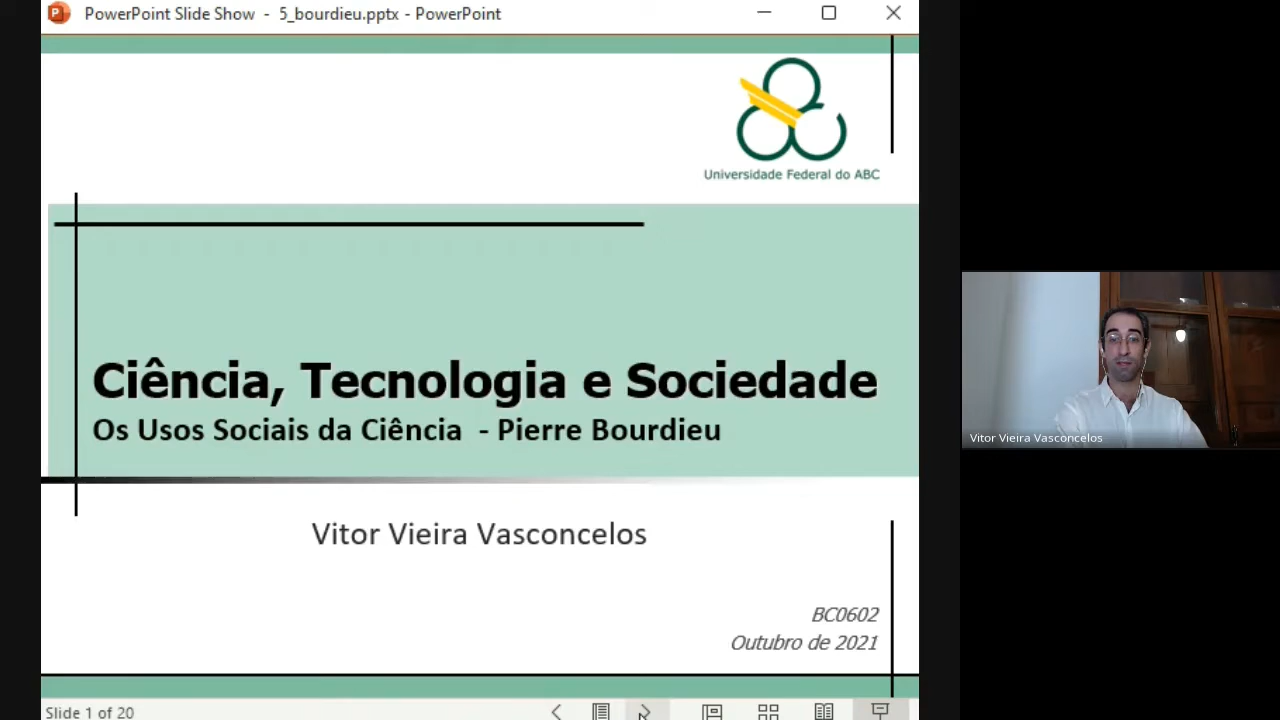 PowerPoint Slide Show - 5_bourdieu.pptx - PowerPoint
Universidade Federal do ABC
Ciência, Tecnologia e Sociedade
Os Usos Sociais da Ciência - Pierre Bourdieu
Vitor Vieira Vasconcelos
BC0602
Outubro de 2021
Slide 1 of 20
Vitor Vieira Vasconcelos